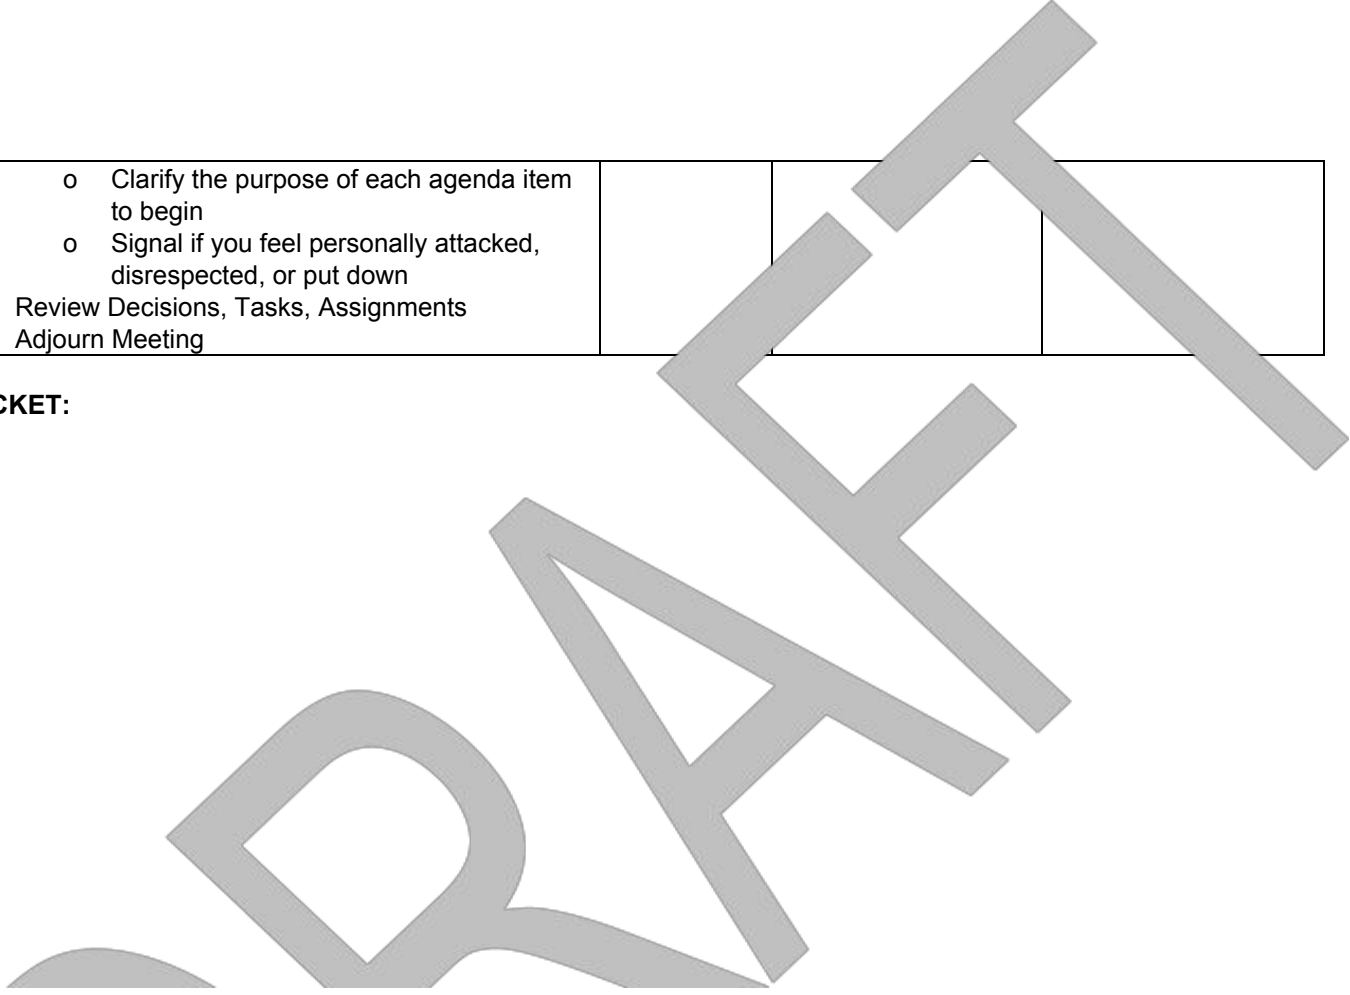 o Clarify the purpose of each agenda item
to begin
o Signal if you feel personally attacked,
disrespected, or put down
Review Decisions, Tasks, Assignments
Adjourn Meeting
CKET:
DRAFT